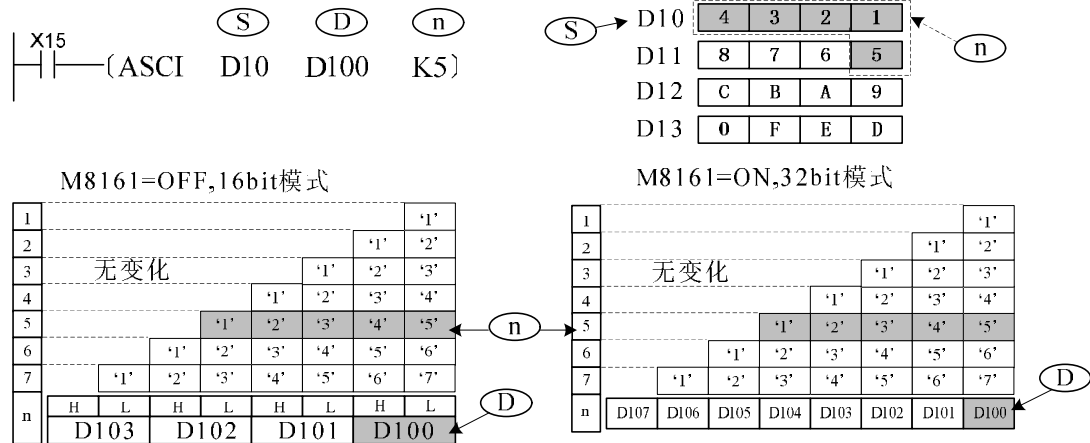 S D n
X15
(ASCI D10 D100 K5)
S
D10 4 3 2 1
n
D11 8 7 6 5
D12 C B A 9
D13 0 F E D
M8161=OFF,16bit模式
1 '1'
2 '1' '2'
3 无变化 '1' '2' '3'
4 '1' '2' '3' '4'
5 '1' '2' '3' '4' '5'
6 '1' '2' '3' '4' '5' '6'
7 '1' '2' '3' '4' '5' '6' '7'
n H L H L H L H L
D103 D102 D101 D100
n
D
M8161=ON,32bit模式
1 '1'
2 '1' '2'
3 无变化 '1' '2' '3'
4 '1' '2' '3' '4'
5 '1' '2' '3' '4' '5'
6 '1' '2' '3' '4' '5' '6'
7 '1' '2' '3' '4' '5' '6' '7'
n D107 D106 D105 D104 D103 D102 D101 D100
D